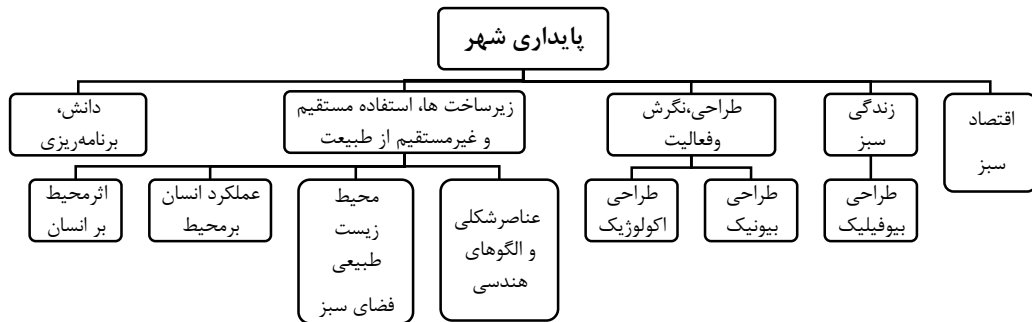 پایداری شهر
اقتصاد
سبز
زندگی
سبز
طراحی،نگرش
وفعالیت
زیرساخت ها، استفاده مستقیم
و غیرمستقیم از طبیعت
دانش،
برنامه‌ریزی
طراحی
بیوفیلیک
طراحی
بیونیک
طراحی
اکولوژیک
عناصرشکلی
و الگوهای
هندسی
محیط
زیست
طبیعی
فضای سبز
عملکرد انسان
برمحیط
اثرمحیط
بر انسان